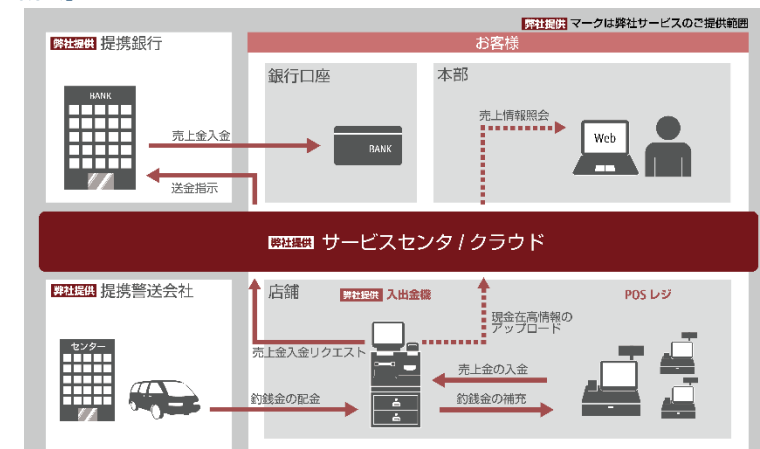 弊社提供 マークは弊社サービスのご提供範囲
弊社提供 提携銀行
お客様
銀行口座
本部
BANK
売上金入金
BANK
売上情報照会
Web
送金指示
弊社提供 サービスセンタ / クラウド
弊社提供 提携警送会社
店舗
弊社提供 入出金機
POS レジ
現金在高情報の
アップロード
センター
売上金入金リクエスト
売上金の入金
釣銭金の配金
釣銭金の補充